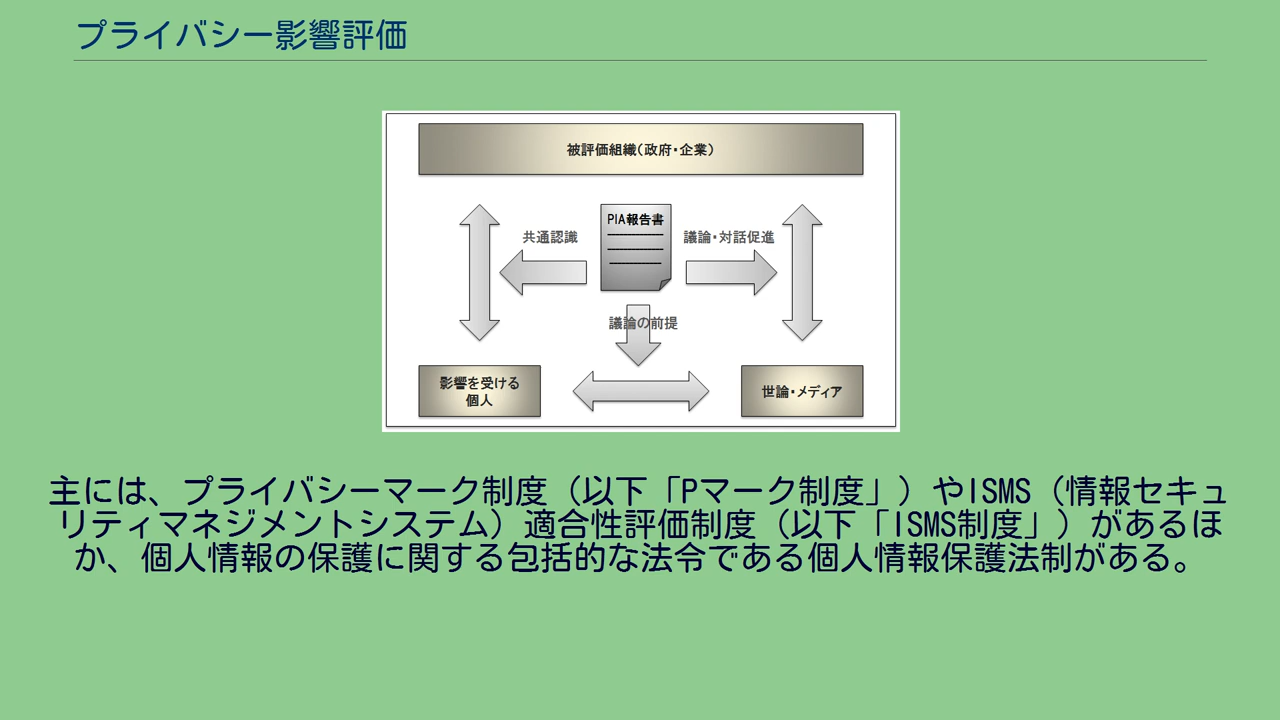 プライバシー影響評価
被評価組織（政府・企業）
PIA報告書
共通認識
議論・対話促進
議論の前提
影響を受ける
個人
世論・メディア
主には、プライバシーマーク制度（以下「Pマーク制度」）やISMS（情報セキュ
リティマネジメントシステム）適合性評価制度（以下「ISMS制度」）があるほ
か、個人情報の保護に関する包括的な法令である個人情報保護法制がある。